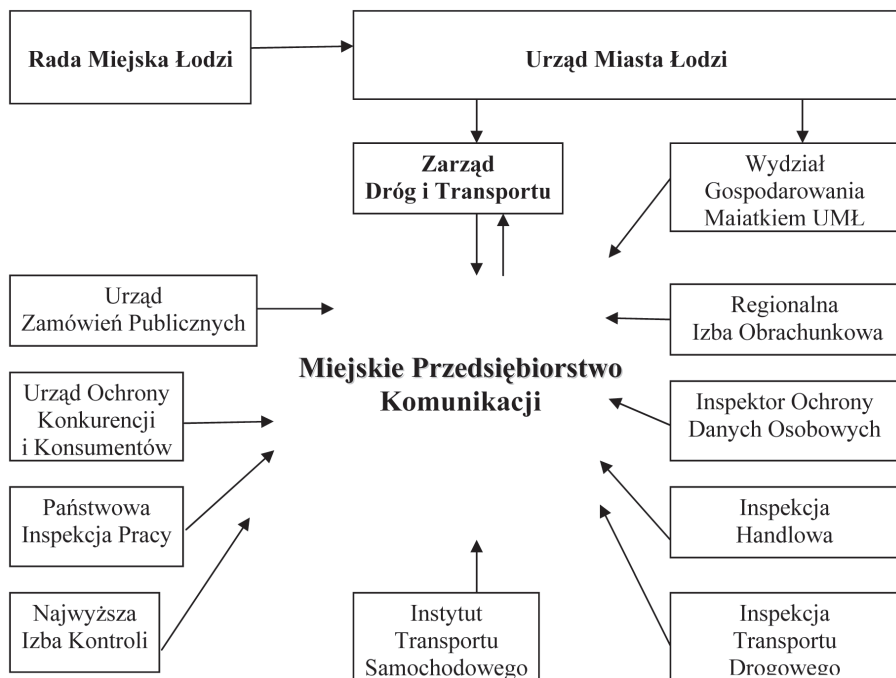 Rada Miejska Łodzi
Urząd Miasta Łodzi
Zarząd
Dróg i Transportu
Wydział
Gospodarowania
Majatkiem UMŁ
Urząd
Zamówień Publicznych
Regionalna
Izba Obrachunkowa
Miejskie Przedsiębiorstwo
Komunikacji
Urząd Ochrony
Konkurencji
i Konsumentów
Inspektor Ochrony
Danych Osobowych
Państwowa
Inspekcja Pracy
Inspekcja
Handlowa
Najwyższa
Izba Kontroli
Instytut
Transportu
Samochodowego
Inspekcja
Transportu
Drogowego